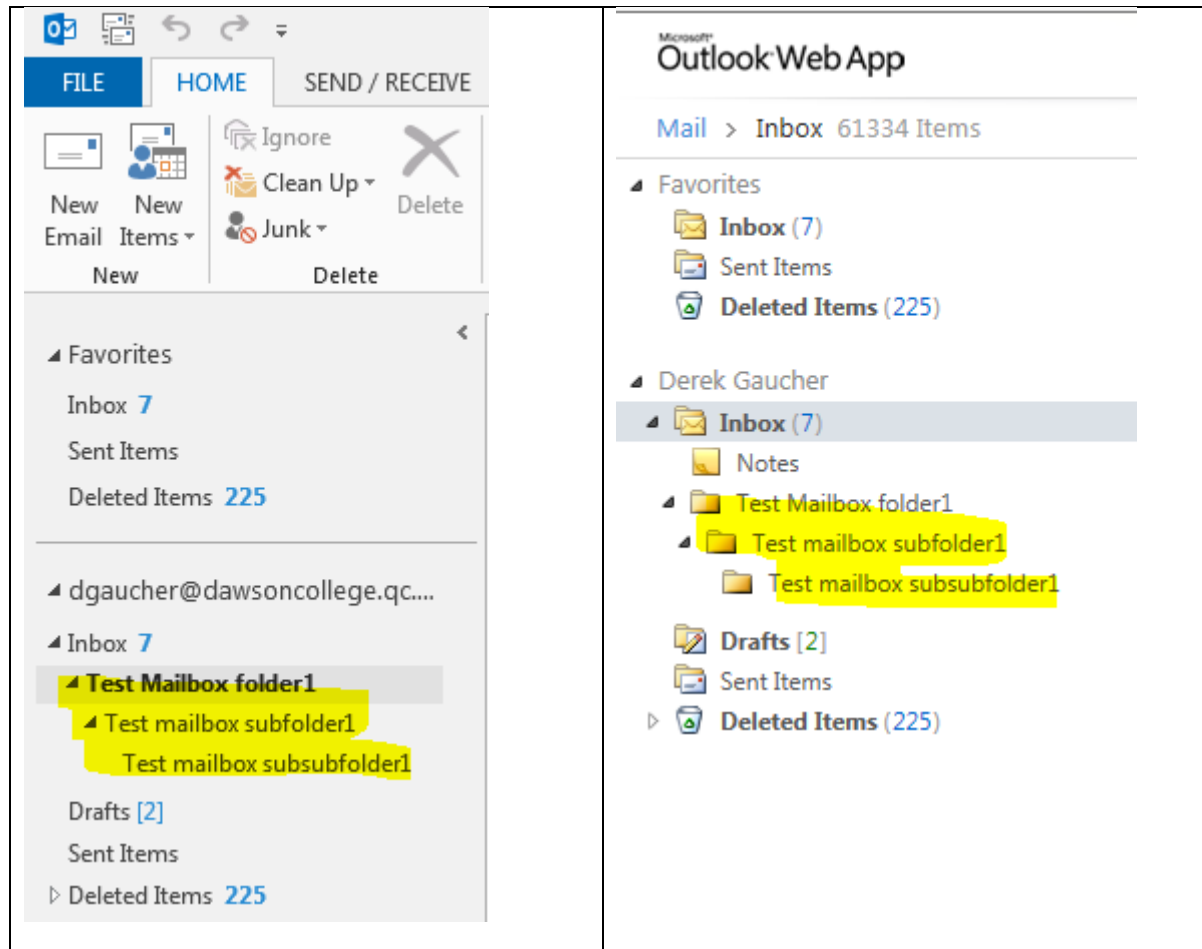 FILE HOME SEND / RECEIVE
Ignore
Clean Up
Junk
New Email
New Items
Delete
New Delete
Favorites
Inbox 7
Sent Items
Deleted Items 225
dgaucher@dawsoncollege.qc....
Inbox 7
Test Mailbox folder1
Test mailbox subfolder1
Test mailbox subsubfolder1
Drafts [2]
Sent Items
Deleted Items 225
Microsoft®
Outlook Web App
Mail > Inbox 61334 Items
Favorites
Inbox (7)
Sent Items
Deleted Items (225)
Derek Gaucher
Inbox (7)
Notes
Test Mailbox folder1
Test mailbox subfolder1
Test mailbox subsubfolder1
Drafts [2]
Sent Items
Deleted Items (225)